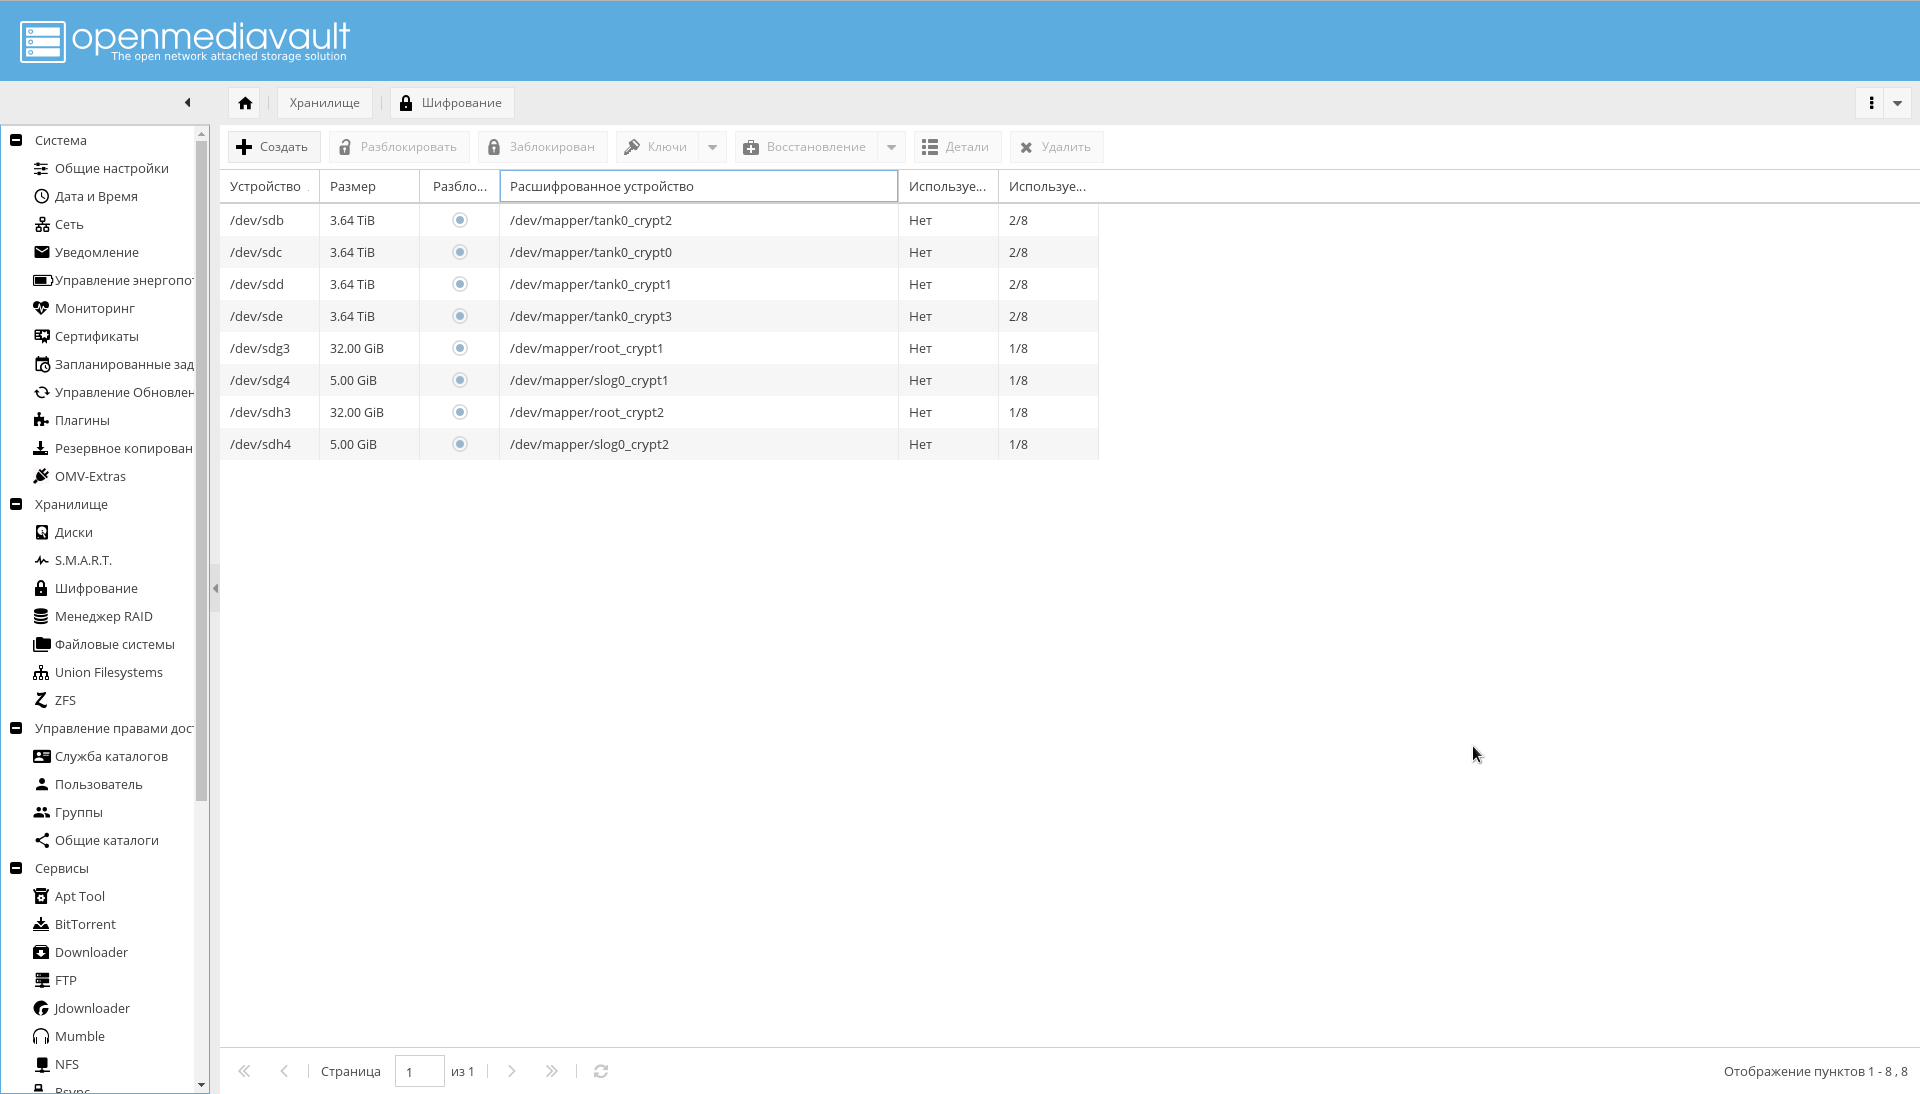 openmediavault
The open network attached storage solution
Хранилище
Шифрование
Система
Общие настройки
Дата и Время
Сеть
Уведомление
Управление энергопот
Мониторинг
Сертификаты
Запланированные зад
Управление Обновлен
Плагины
Резервное копирован
OMV-Extras
Хранилище
Диски
S.M.A.R.T.
Шифрование
Менеджер RAID
Файловые системы
Union Filesystems
ZFS
Управление правами дос
Служба каталогов
Пользователь
Группы
Общие каталоги
Сервисы
Apt Tool
BitTorrent
Downloader
FTP
Jdownloader
Mumble
NFS
Rsync
Создать Разблокировать Заблокирован Ключи Восстановление Детали Удалить
Устройство Размер Разбло... Расшифрованное устройство Используе... Используе...
/dev/sdb 3.64 TiB /dev/mapper/tank0_crypt2 Нет 2/8
/dev/sdc 3.64 TiB /dev/mapper/tank0_crypt0 Нет 2/8
/dev/sdd 3.64 TiB /dev/mapper/tank0_crypt1 Нет 2/8
/dev/sde 3.64 TiB /dev/mapper/tank0_crypt3 Нет 2/8
/dev/sdg3 32.00 GiB /dev/mapper/root_crypt1 Нет 1/8
/dev/sdg4 5.00 GiB /dev/mapper/slog0_crypt1 Нет 1/8
/dev/sdh3 32.00 GiB /dev/mapper/root_crypt2 Нет 1/8
/dev/sdh4 5.00 GiB /dev/mapper/slog0_crypt2 Нет 1/8
Страница 1 из 1
Отображение пунктов 1 - 8 , 8